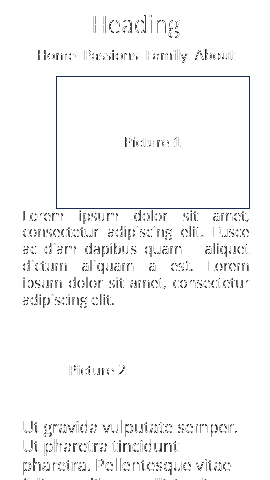 Heading
Home Passions Family About
Picture 1
Lorem ipsum dolor sit amet,
consectetur adipiscing elit. Fusce
ac diam dapibus quam aliquet
dictum aliquam a est. Lorem
ipsum dolor sit amet, consectetur
adipiscing elit.
Picture 2
Ut gravida vulputate semper.
Ut pharetra tincidunt
pharetra. Pellentesque vitae